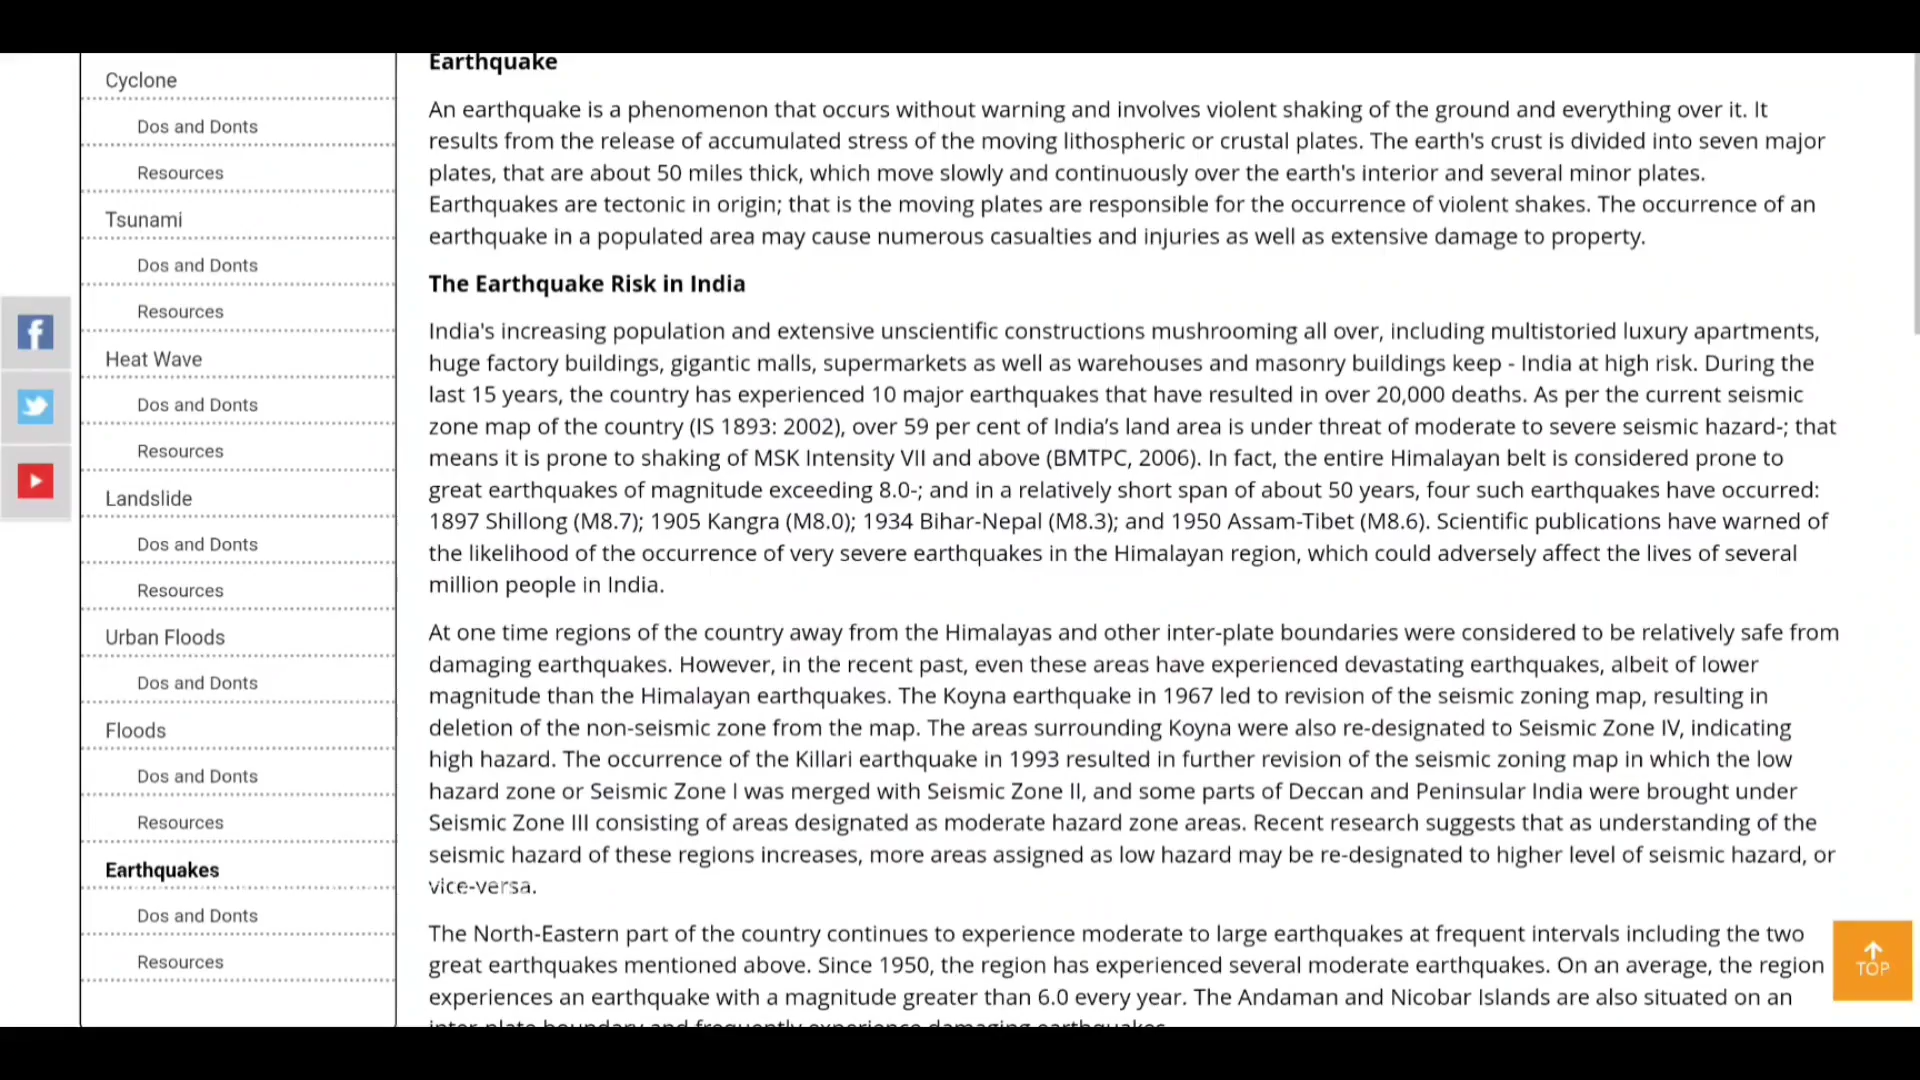 Cyclone
Dos and Donts
Resources
Tsunami
Dos and Donts
Resources
Heat Wave
Dos and Donts
Resources
Landslide
Dos and Donts
Resources
Urban Floods
Dos and Donts
Floods
Dos and Donts
Resources
Earthquakes
Dos and Donts
Resources
Earthquake
An earthquake is a phenomenon that occurs without warning and involves violent shaking of the ground and everything over it. It
results from the release of accumulated stress of the moving lithospheric or crustal plates. The earth's crust is divided into seven major
plates, that are about 50 miles thick, which move slowly and continuously over the earth's interior and several minor plates.
Earthquakes are tectonic in origin; that is the moving plates are responsible for the occurrence of violent shakes. The occurrence of an
earthquake in a populated area may cause numerous casualties and injuries as well as extensive damage to property.
The Earthquake Risk in India
India's increasing population and extensive unscientific constructions mushrooming all over, including multistoried luxury apartments,
huge factory buildings, gigantic malls, supermarkets as well as warehouses and masonry buildings keep - India at high risk. During the
last 15 years, the country has experienced 10 major earthquakes that have resulted in over 20,000 deaths. As per the current seismic
zone map of the country (IS 1893: 2002), over 59 per cent of India’s land area is under threat of moderate to severe seismic hazard-; that
means it is prone to shaking of MSK Intensity VII and above (BMTPC, 2006). In fact, the entire Himalayan belt is considered prone to
great earthquakes of magnitude exceeding 8.0-; and in a relatively short span of about 50 years, four such earthquakes have occurred:
1897 Shillong (M8.7); 1905 Kangra (M8.0); 1934 Bihar-Nepal (M8.3); and 1950 Assam-Tibet (M8.6). Scientific publications have warned of
the likelihood of the occurrence of very severe earthquakes in the Himalayan region, which could adversely affect the lives of several
million people in India.
At one time regions of the country away from the Himalayas and other inter-plate boundaries were considered to be relatively safe from
damaging earthquakes. However, in the recent past, even these areas have experienced devastating earthquakes, albeit of lower
magnitude than the Himalayan earthquakes. The Koyna earthquake in 1967 led to revision of the seismic zoning map, resulting in
deletion of the non-seismic zone from the map. The areas surrounding Koyna were also re-designated to Seismic Zone IV, indicating
high hazard. The occurrence of the Killari earthquake in 1993 resulted in further revision of the seismic zoning map in which the low
hazard zone or Seismic Zone I was merged with Seismic Zone II, and some parts of Deccan and Peninsular India were brought under
Seismic Zone III consisting of areas designated as moderate hazard zone areas. Recent research suggests that as understanding of the
seismic hazard of these regions increases, more areas assigned as low hazard may be re-designated to higher level of seismic hazard, or
vice-versa.
The North-Eastern part of the country continues to experience moderate to large earthquakes at frequent intervals including the two
great earthquakes mentioned above. Since 1950, the region has experienced several moderate earthquakes. On an average, the region
experiences an earthquake with a magnitude greater than 6.0 every year. The Andaman and Nicobar Islands are also situated on an
inter-plate boundary and frequently experience damaging earthquakes.
TOP